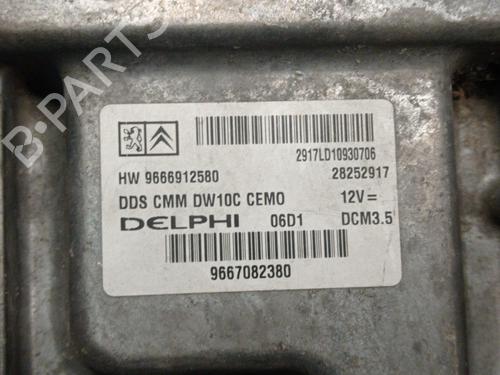 2917LD10930706
HW 9666912580 28252917
DDS CMM DW10C CEMO 12V=
DELPHI 06D1 DCM3.5
9667082380
B-PARTS